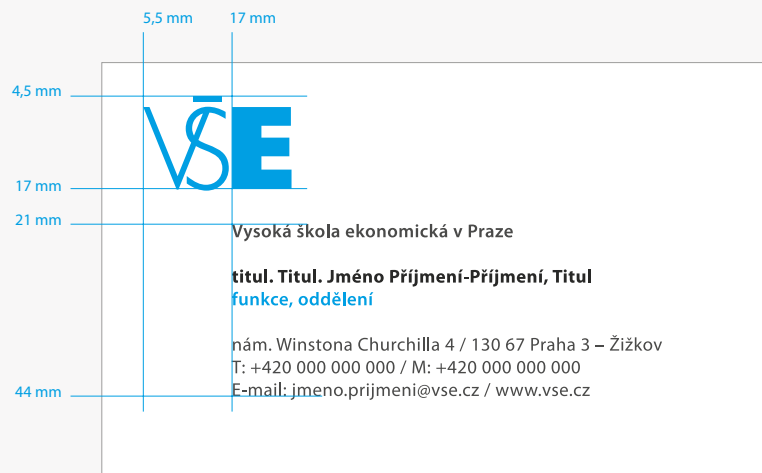 5,5 mm 17 mm
4,5 mm
VŠE
17 mm
21 mm
Vysoká škola ekonomická v Praze
titul. Titul. Jméno Příjmení-Příjmení, Titul
funkce, oddělení
nám. Winstona Churchilla 4 / 130 67 Praha 3 – Žižkov
T: +420 000 000 000 / M: +420 000 000 000
44 mm
E-mail: jmeno.prijmeni@vse.cz / www.vse.cz